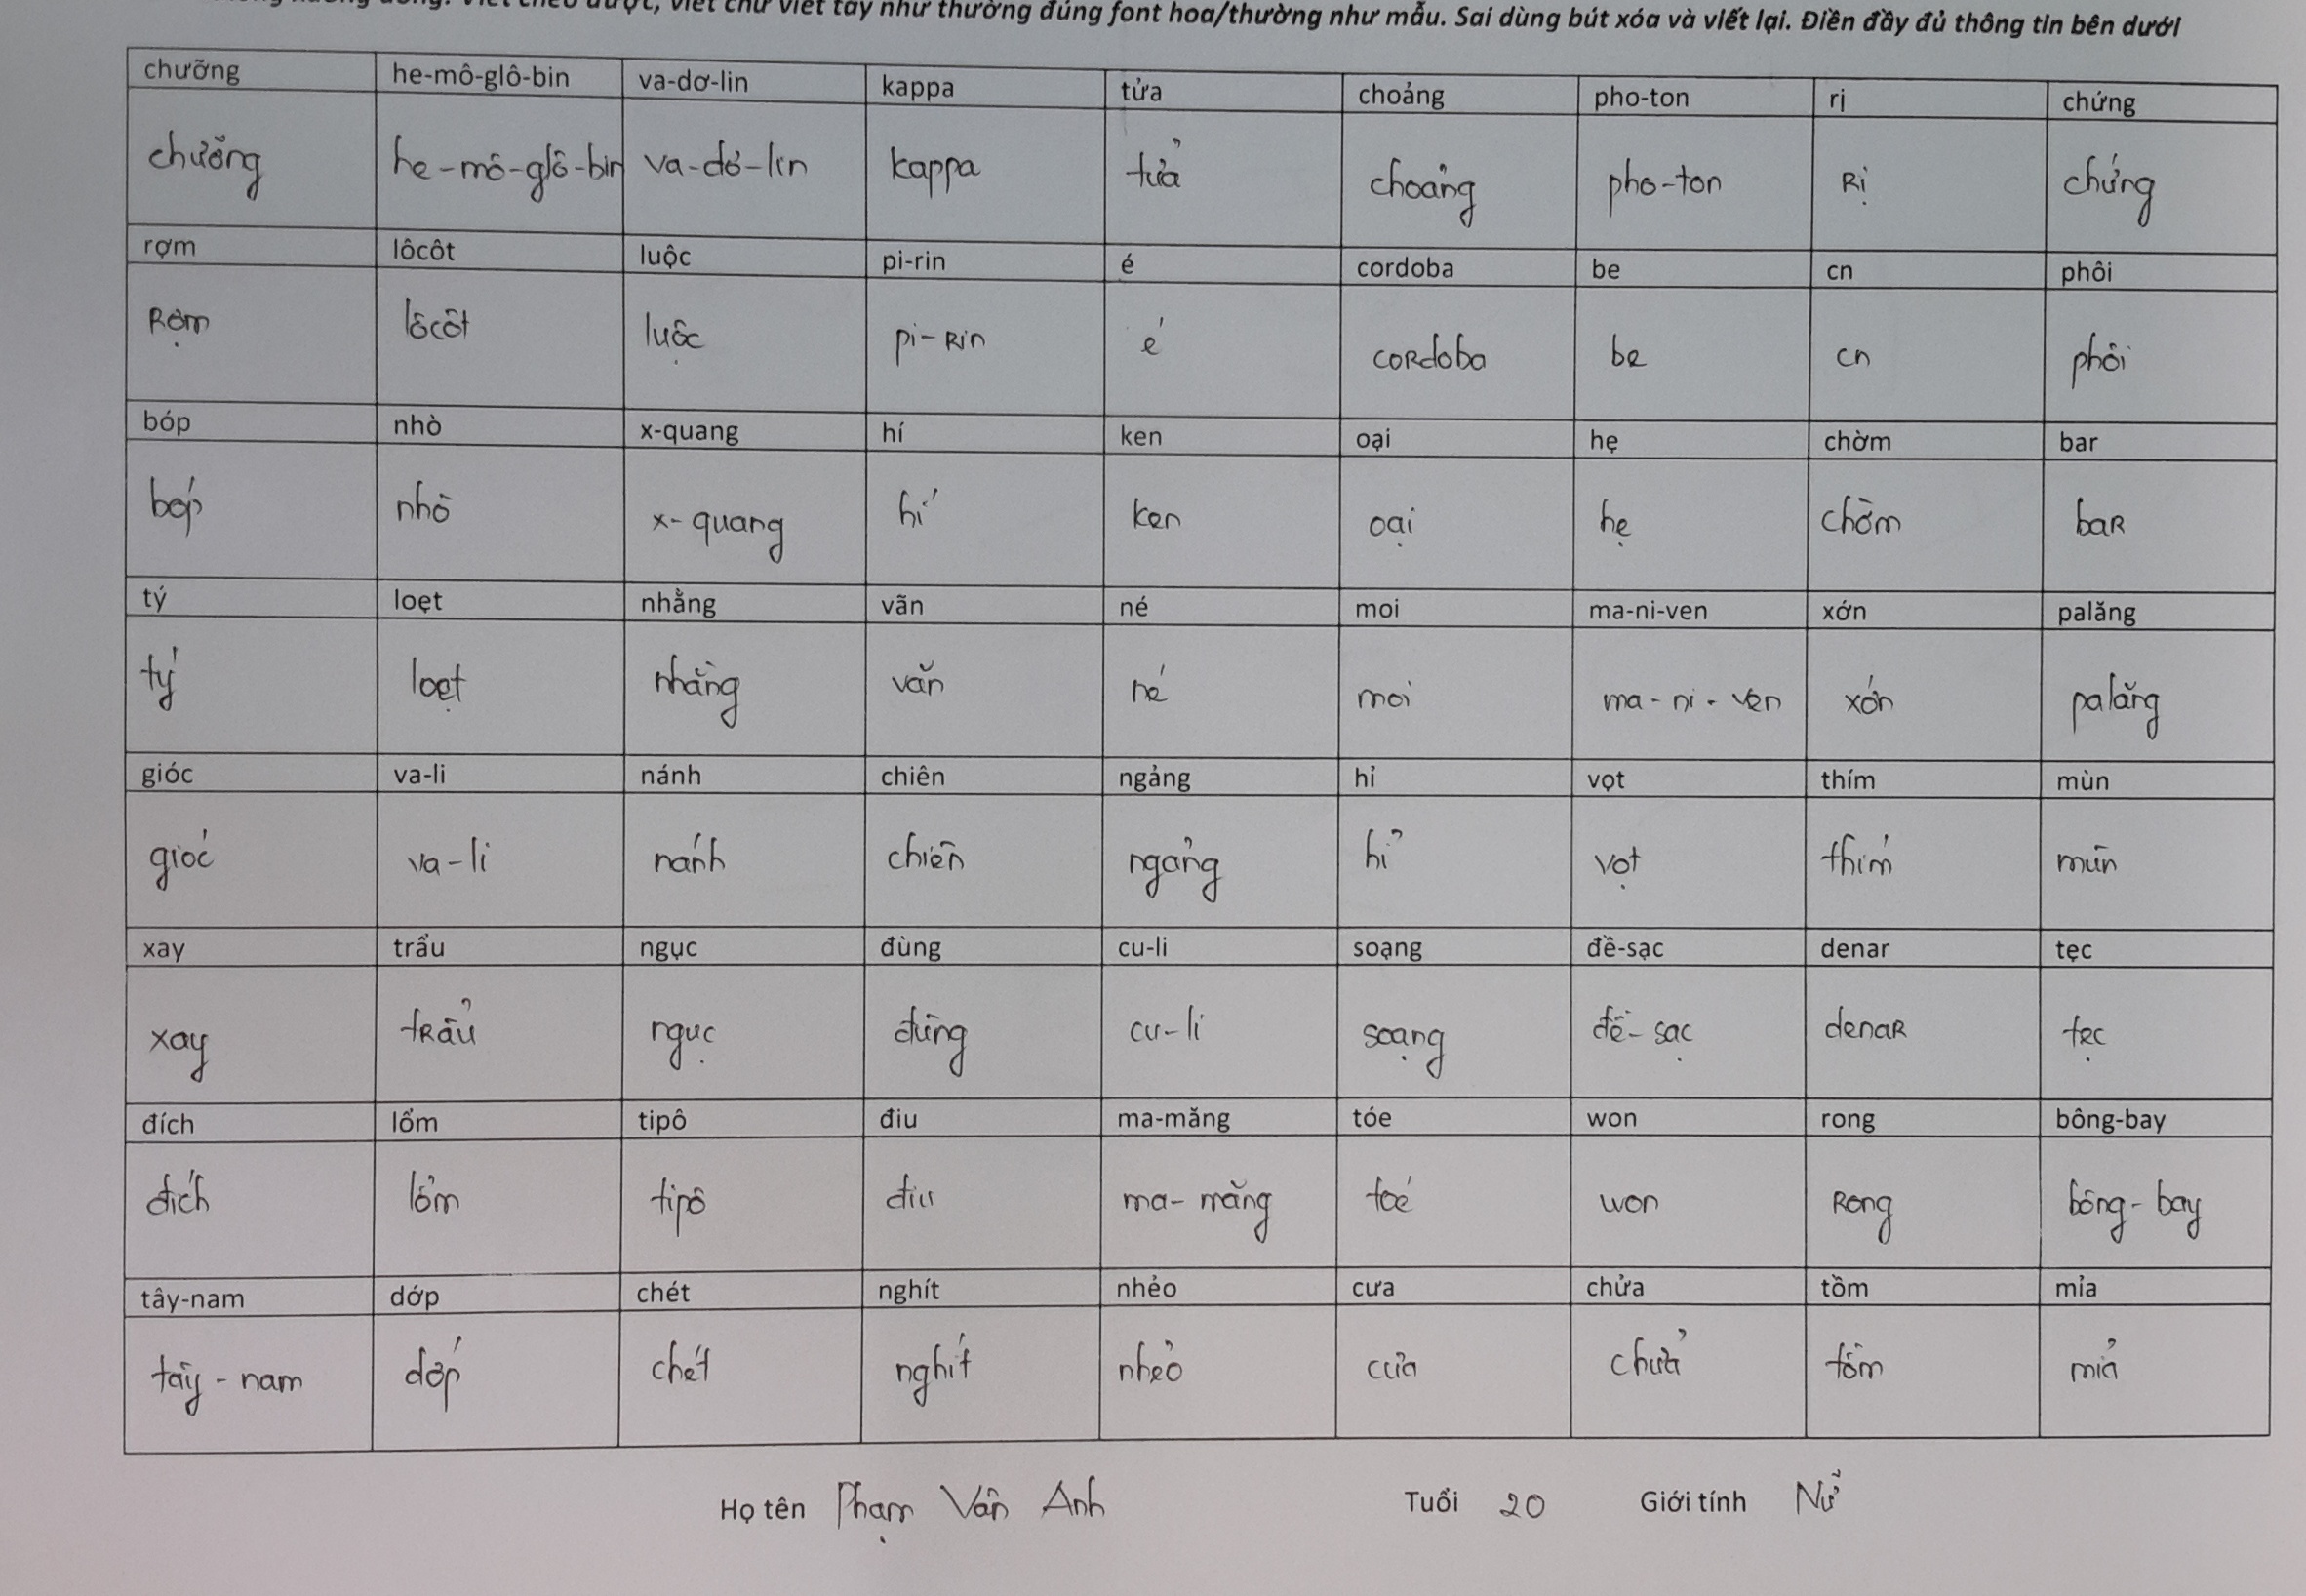 viết chữ viết tay như thường đúng font hoa/thường như mẫu. Sai dùng bút xóa và viết lại. Điền đầy đủ thông tin bên dưới
chưỡng he-mô-glô-bin va-dơ-lin kappa tửa choảng pho-ton rị chứng
chưỡng he-mô-glô-bin va-dơ-lin kappa tửa choảng pho-ton rị chứng
rợm lôcôt luộc pi-rin é cordoba be cn phôi
rợm lôcôt luộc pi-rin é cordoba be cn phôi
bóp nhò x-quang hí ken oại hẹ chờm bar
bóp nhò x-quang hí ken oại hẹ chờm bar
tý loẹt nhằng vãn né moi ma-ni-ven xớn palăng
tý loẹt nhằng vãn né moi ma-ni-ven xớn palăng
gióc va-li nánh chiên ngảng hỉ vọt thím mùn
gióc va-li nánh chiên ngảng hỉ vọt thím mùn
xay trẩu ngục đùng cu-li soạng đề-sạc denar tẹc
xay trẩu ngục đùng cu-li soạng đề-sạc denar tẹc
đích lổm tipô điu ma-măng tóe won rong bông-bay
đích lổm tipô điu ma-măng toé won rong bông-bay
tây-nam dớp chét nghít nhẻo cưa chửa tồm mỉa
tây-nam dớp chét nghít nhẻo cưa chửa tồm mỉa
Họ tên Phạm Vân Anh Tuổi 20 Giới tính Nữ